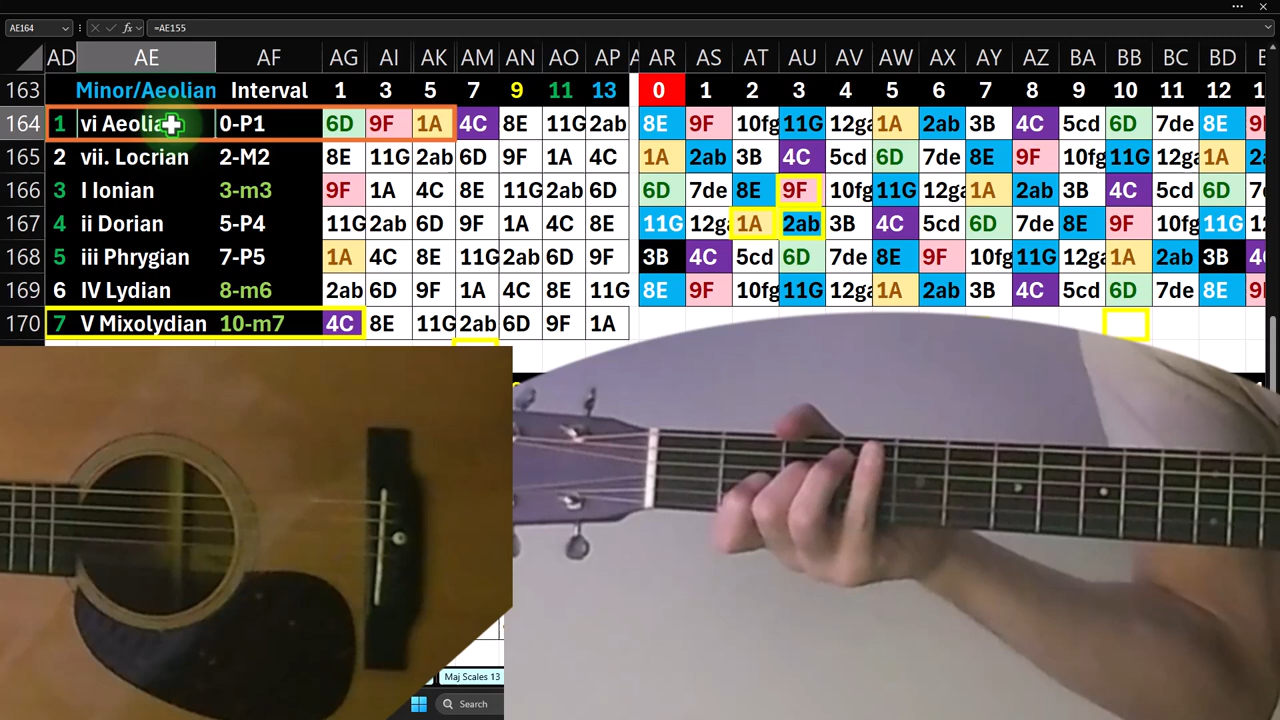 AE164 fx =AE155
AD AE AF AG AI AK AM AN AO AP A AR AS AT AU AV AW AX AY AZ BA BB BC BD E
163 Minor/Aeolian Interval 1 3 5 7 9 11 13 0 1 2 3 4 5 6 7 8 9 10 11 12 1
164 1 vi Aeolia 0-P1 6D 9F 1A 4C 8E 11G 2ab 8E 9F 10fg 11G 12ga 1A 2ab 3B 4C 5cd 6D 7de 8E 9
165 2 vii. Locrian 2-M2 8E 11G 2ab 6D 9F 1A 4C 1A 2ab 3B 4C 5cd 6D 7de 8E 9F 10fg 11G 12ga 1A 2a
166 3 I Ionian 3-m3 9F 1A 4C 8E 11G 2ab 6D 6D 7de 8E 9F 10fg 11G 12ga 1A 2ab 3B 4C 5cd 6D 7
167 4 ii Dorian 5-P4 11G 2ab 6D 9F 1A 4C 8E 11G 12ga 1A 2ab 3B 4C 5cd 6D 7de 8E 9F 10fg 11G 12
168 5 iii Phrygian 7-P5 1A 4C 8E 11G 2ab 6D 9F 3B 4C 5cd 6D 7de 8E 9F 10fg 11G 12ga 1A 2ab 3B 4
169 6 IV Lydian 8-m6 2ab 6D 9F 1A 4C 8E 11G 8E 9F 10fg 11G 12ga 1A 2ab 3B 4C 5cd 6D 7de 8E 9
170 7 V Mixolydian 10-m7 4C 8E 11G 2ab 6D 9F 1A
Maj Scales 13
Search